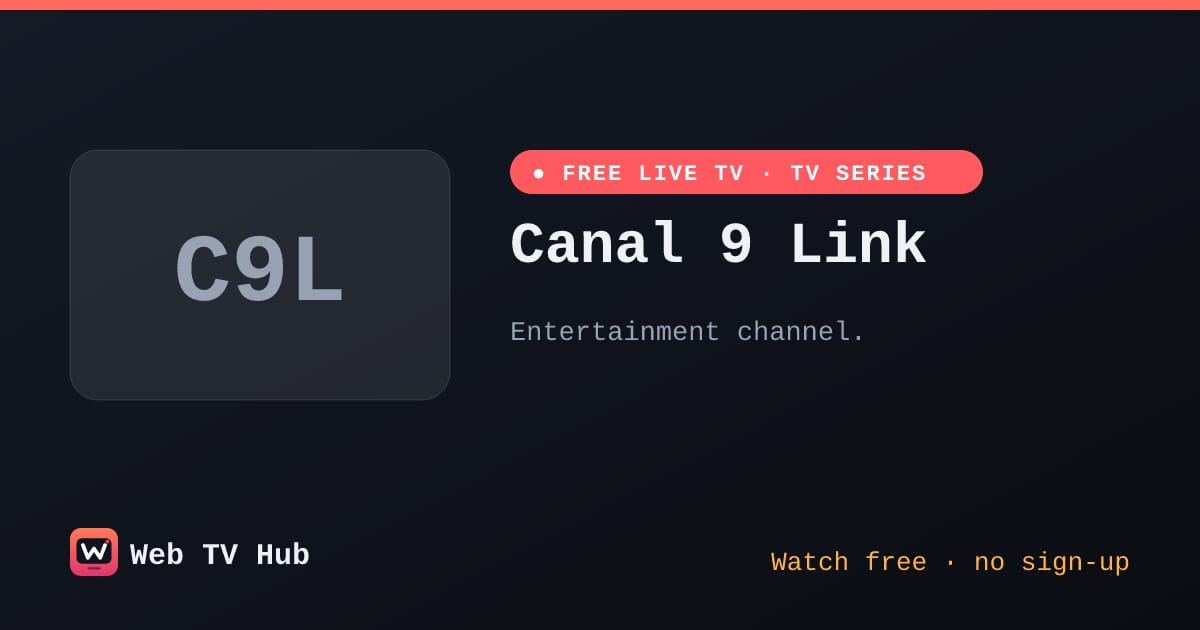 C9L
● FREE LIVE TV · TV SERIES
Canal 9 Link
Entertainment channel.
W
Web TV Hub
Watch free · no sign-up